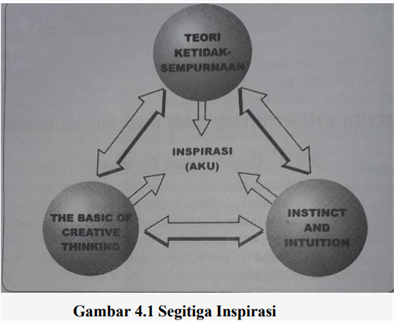 TEORI
KETIDAK-
SEMPURNAAN
INSPIRASI
(AKU)
THE BASIC OF
CREATIVE
THINKING
INSTINCT
AND
INTUITION
Gambar 4.1 Segitiga Inspirasi